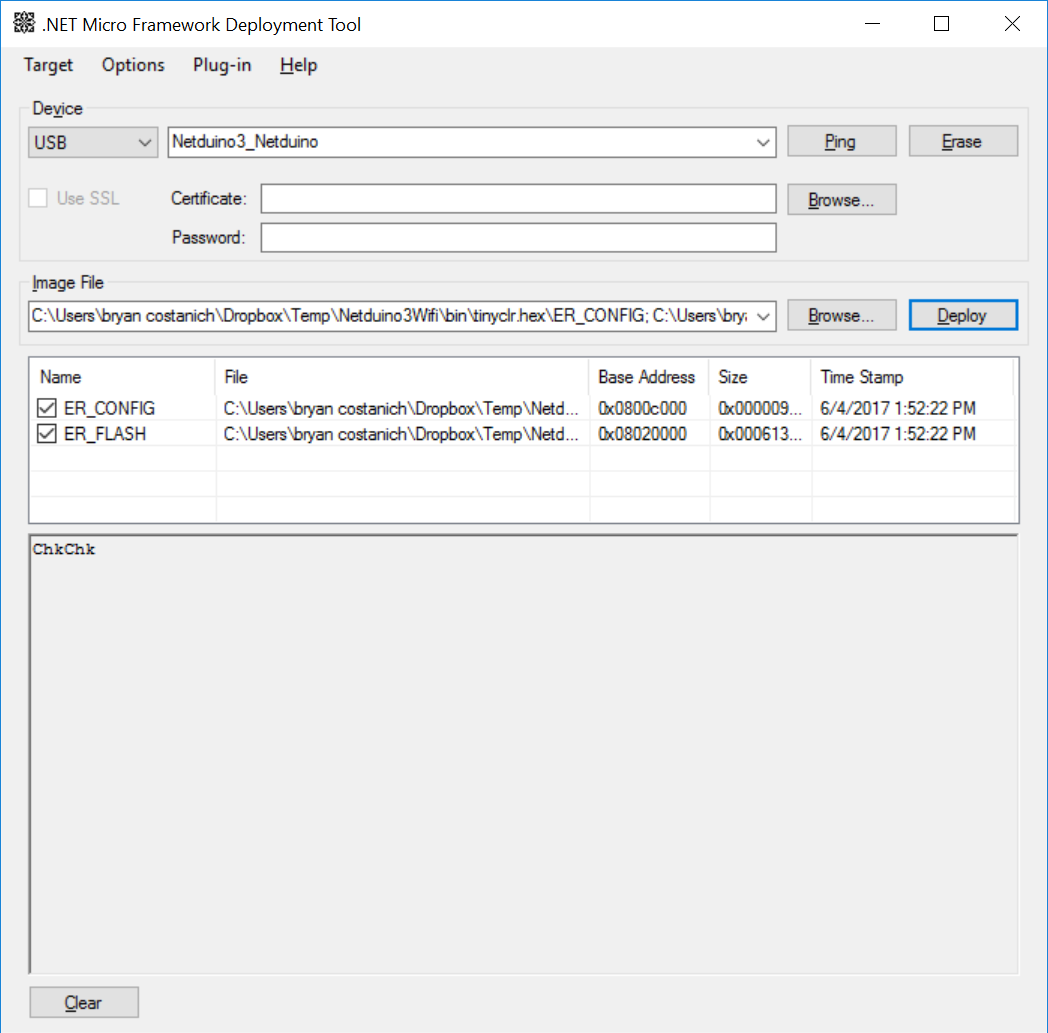 .NET Micro Framework Deployment Tool
Target Options Plug-in Help
Device
USB Netduino3_Netduino Ping Erase
Use SSL Certificate: Browse...
Password:
Image File
C:\Users\bryan costanich\Dropbox\Temp\Netduino3Wifi\bin\tinyclr.hex\ER_CONFIG; C:\Users\brya Browse... Deploy
Name File Base Address Size Time Stamp
ER_CONFIG C:\Users\bryan costanich\Dropbox\Temp\Netd... 0x0800c000 0x000009... 6/4/2017 1:52:22 PM
ER_FLASH C:\Users\bryan costanich\Dropbox\Temp\Netd... 0x08020000 0x000613... 6/4/2017 1:52:22 PM
ChkChk
Clear